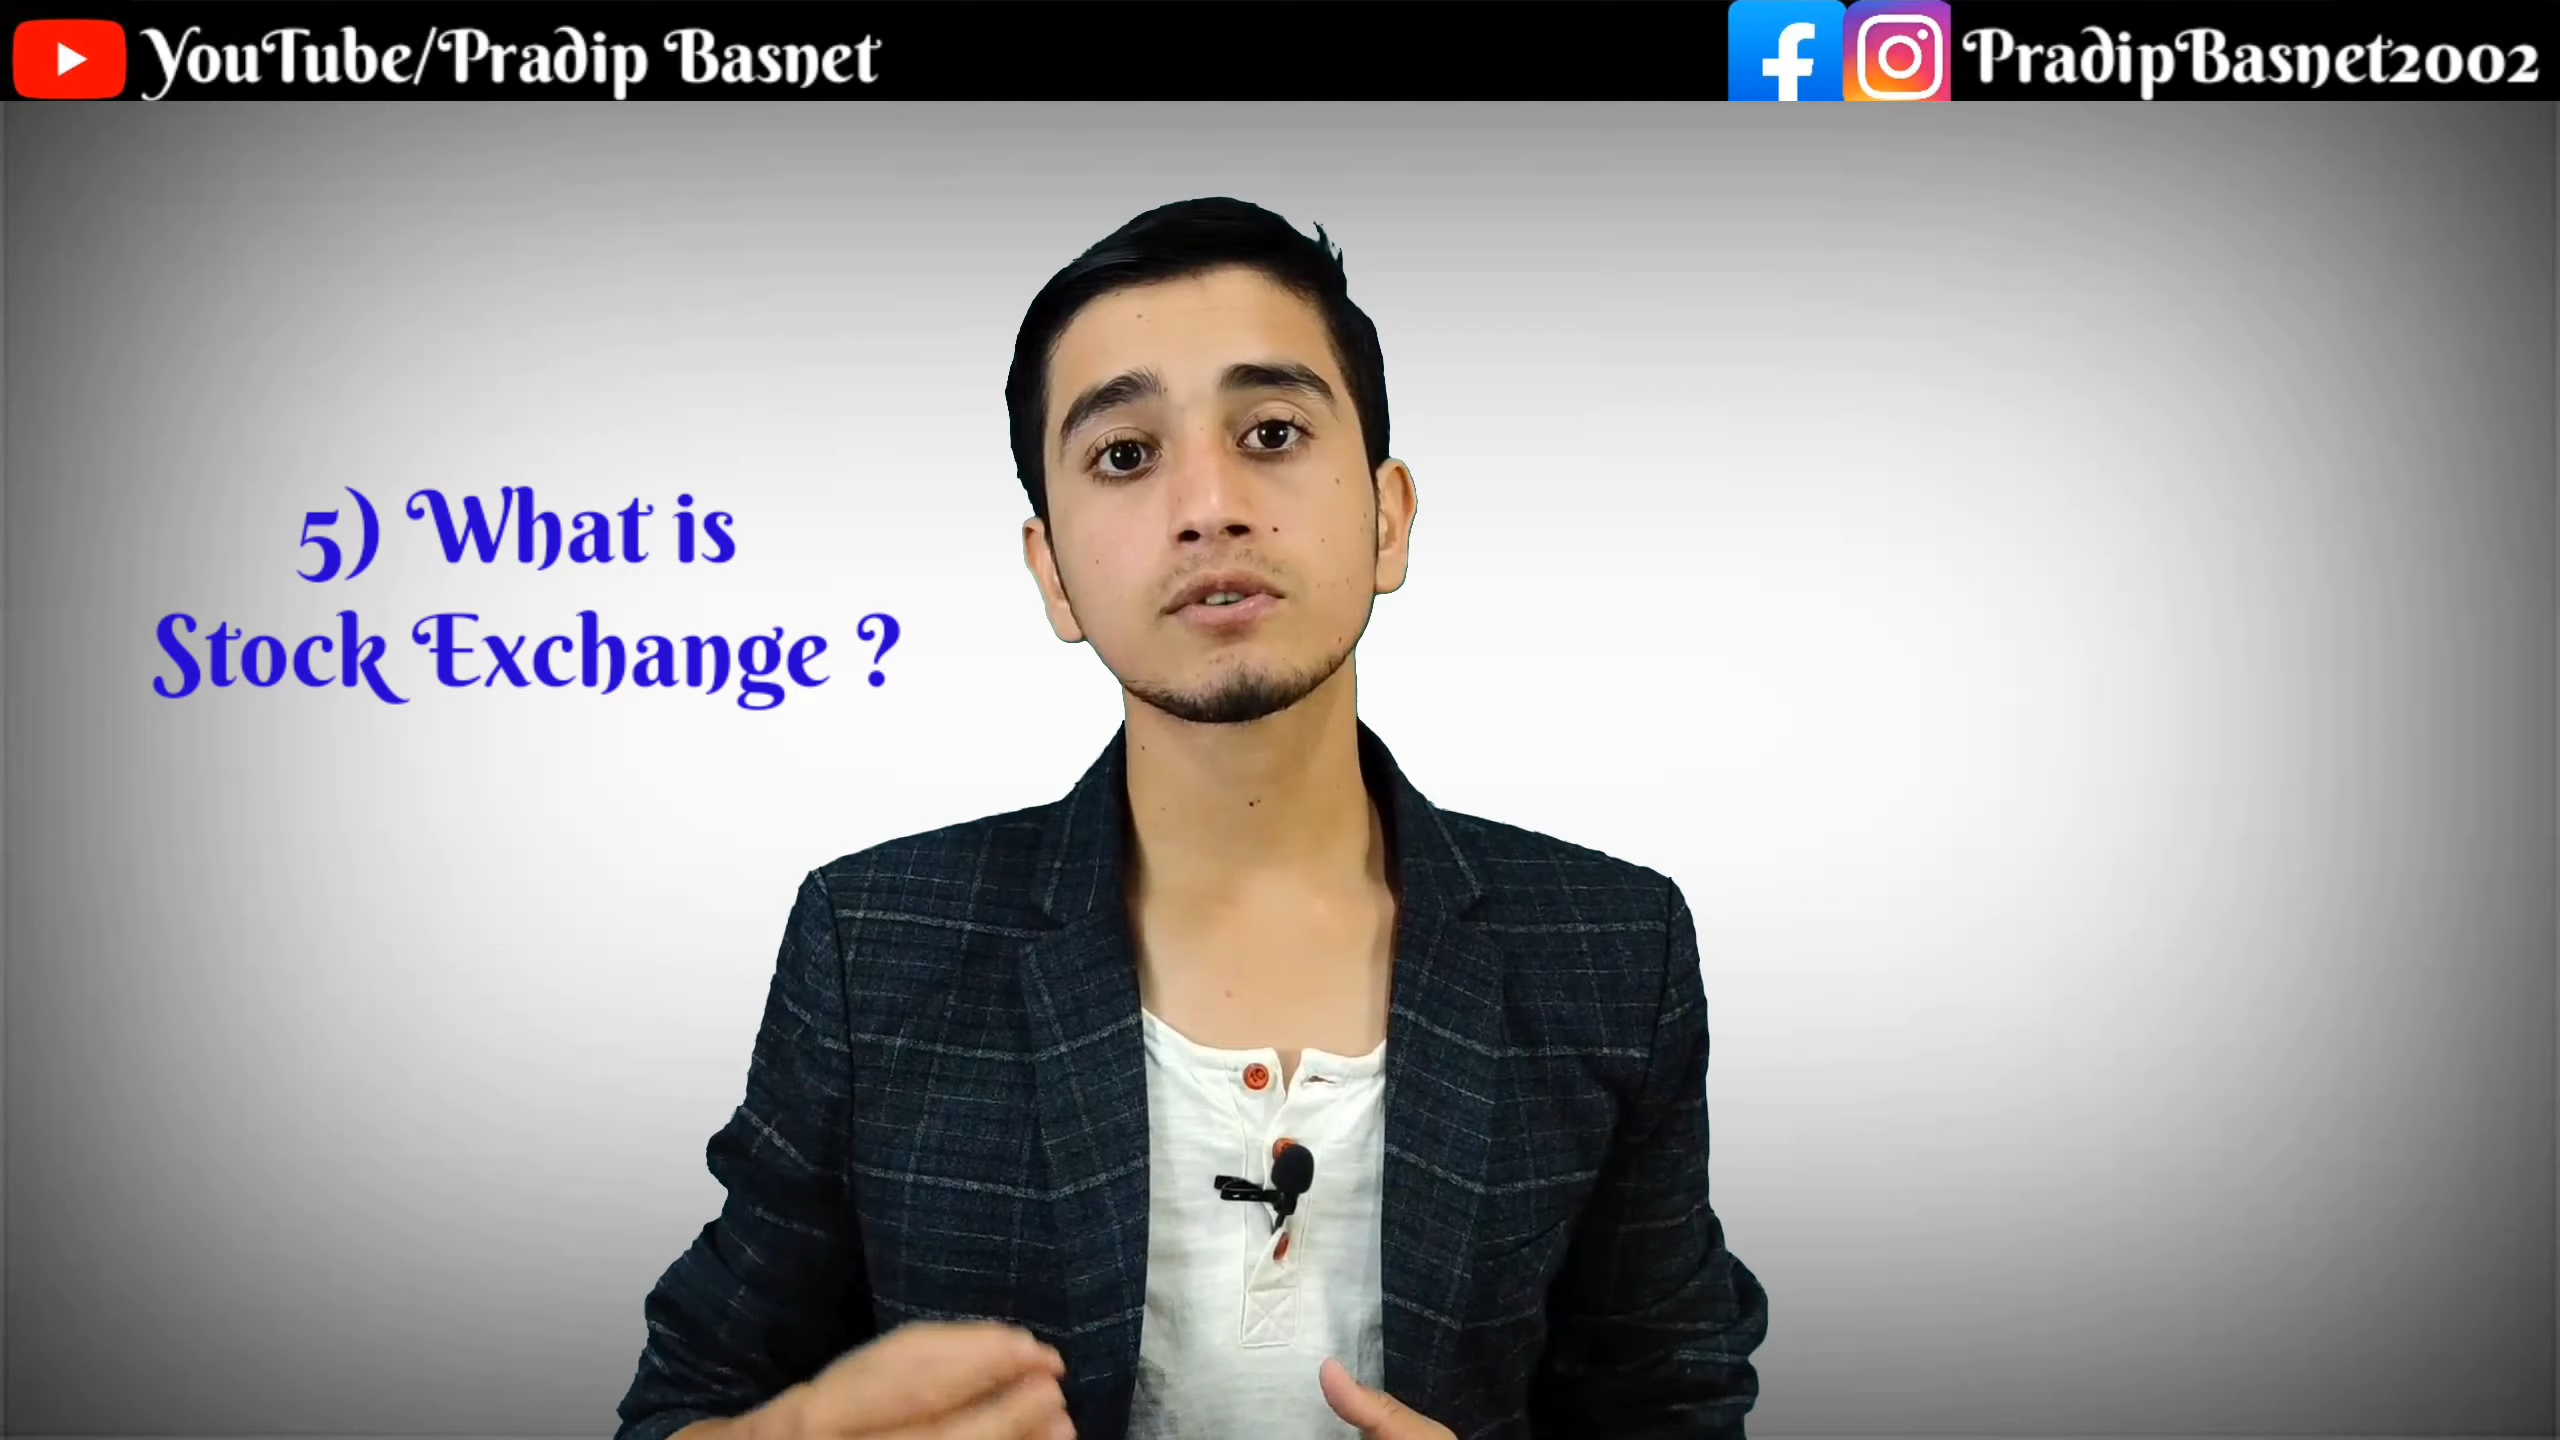 YouTube/Pradip Basnet
PradipBasnet2002
5) What is
Stock Exchange ?